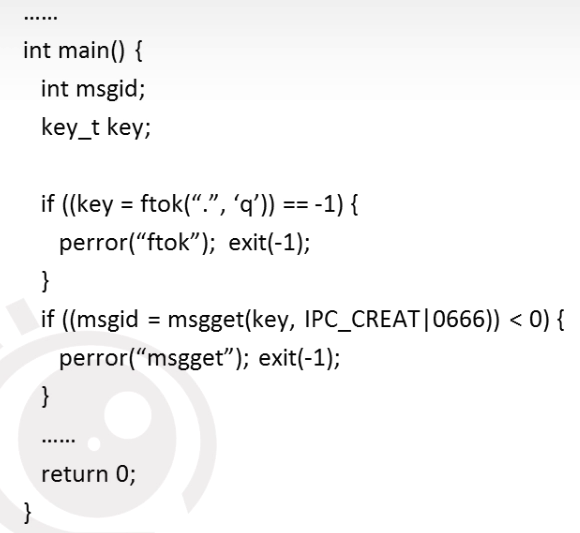 ……
int main() {
int msgid;
key_t key;
if ((key = ftok(“.”, ‘q’)) == -1) {
perror(“ftok”);  exit(-1);
}
if ((msgid = msgget(key, IPC_CREAT|0666)) < 0) {
perror(“msgget”); exit(-1);
}
……
return 0;
}